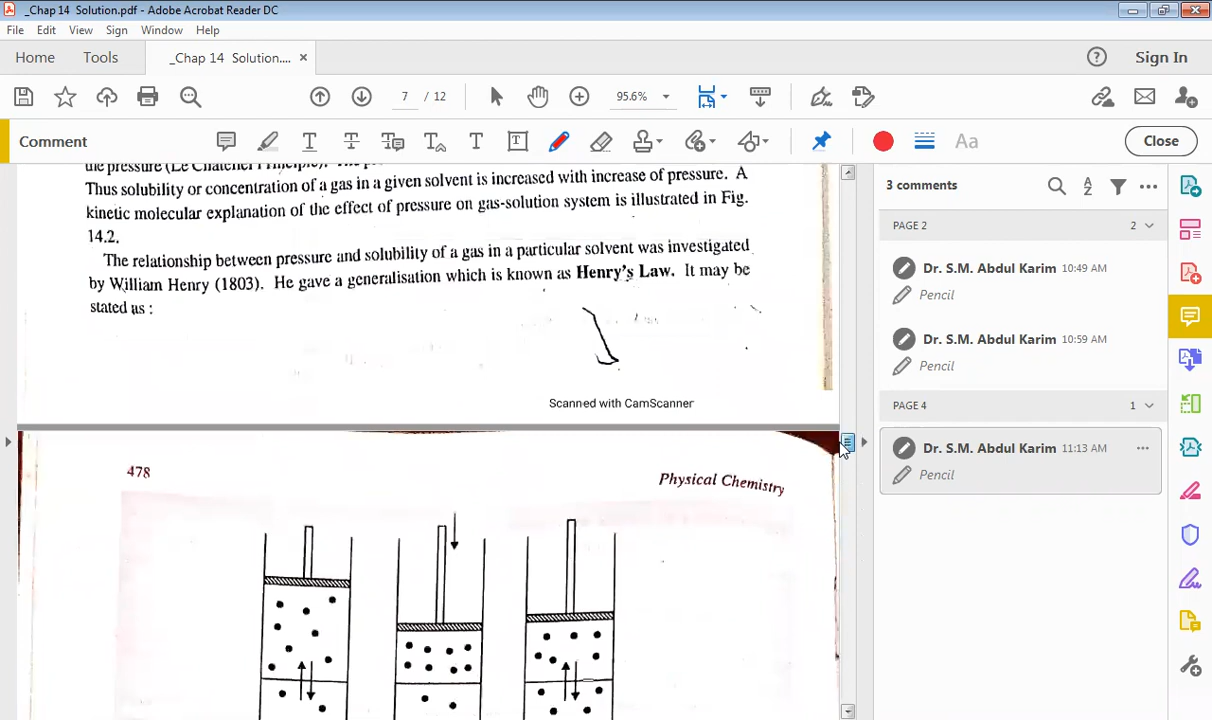 _Chap 14  Solution.pdf - Adobe Acrobat Reader DC
File Edit View Sign Window Help
Home Tools _Chap 14  Solution.... × Sign In
7 / 12 95.6%
Comment Aa Close
the pressure (Le Chatelier Principle).
Thus solubility or concentration of a gas in a given solvent is increased with increase of pressure. A
kinetic molecular explanation of the effect of pressure on gas-solution system is illustrated in Fig.
14.2.
The relationship between pressure and solubility of a gas in a particular solvent was investigated
by William Henry (1803). He gave a generalisation which is known as Henry's Law. It may be
stated as :
Scanned with CamScanner
478
Physical Chemistry
3 comments
PAGE 2 2
Dr. S.M. Abdul Karim 10:49 AM
Pencil
Dr. S.M. Abdul Karim 10:59 AM
Pencil
PAGE 4 1
Dr. S.M. Abdul Karim 11:13 AM
Pencil